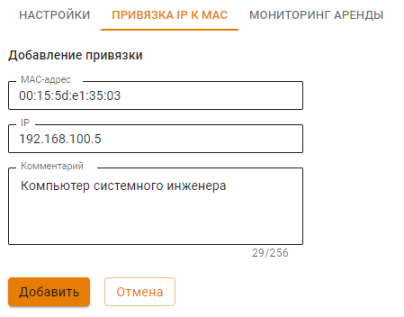 НАСТРОЙКИ ПРИВЯЗКА IP К MAC МОНИТОРИНГ АРЕНДЫ
Добавление привязки
MAC-адрес
00:15:5d:e1:35:03
IP
192.168.100.5
Комментарий
Компьютер системного инженера
29/256
Добавить Отмена